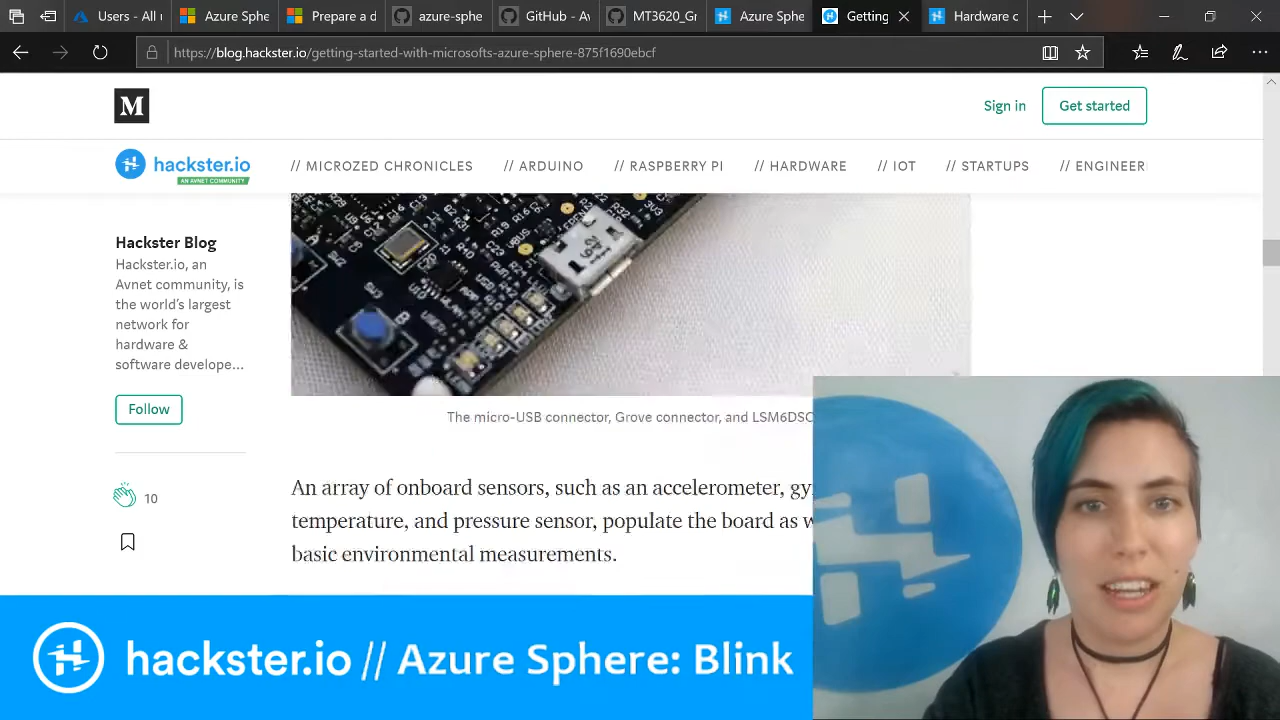 Users - All u
Azure Sphe
Prepare a d
azure-sphe
GitHub - Av
MT3620_Gr
Azure Sphe
Getting
Hardware c
https://blog.hackster.io/getting-started-with-microsofts-azure-sphere-875f1690ebcf
M
Sign in
Get started
hackster.io
AN AVNET COMMUNITY
// MICROZED CHRONICLES // ARDUINO // RASPBERRY PI // HARDWARE // IOT // STARTUPS // ENGINEER
Hackster Blog
Hackster.io, an
Avnet community, is
the world's largest
network for
hardware &
software develope...
Follow
10
The micro-USB connector, Grove connector, and LSM6DSO
An array of onboard sensors, such as an accelerometer, gy
temperature, and pressure sensor, populate the board as w
basic environmental measurements.
hackster.io // Azure Sphere: Blink